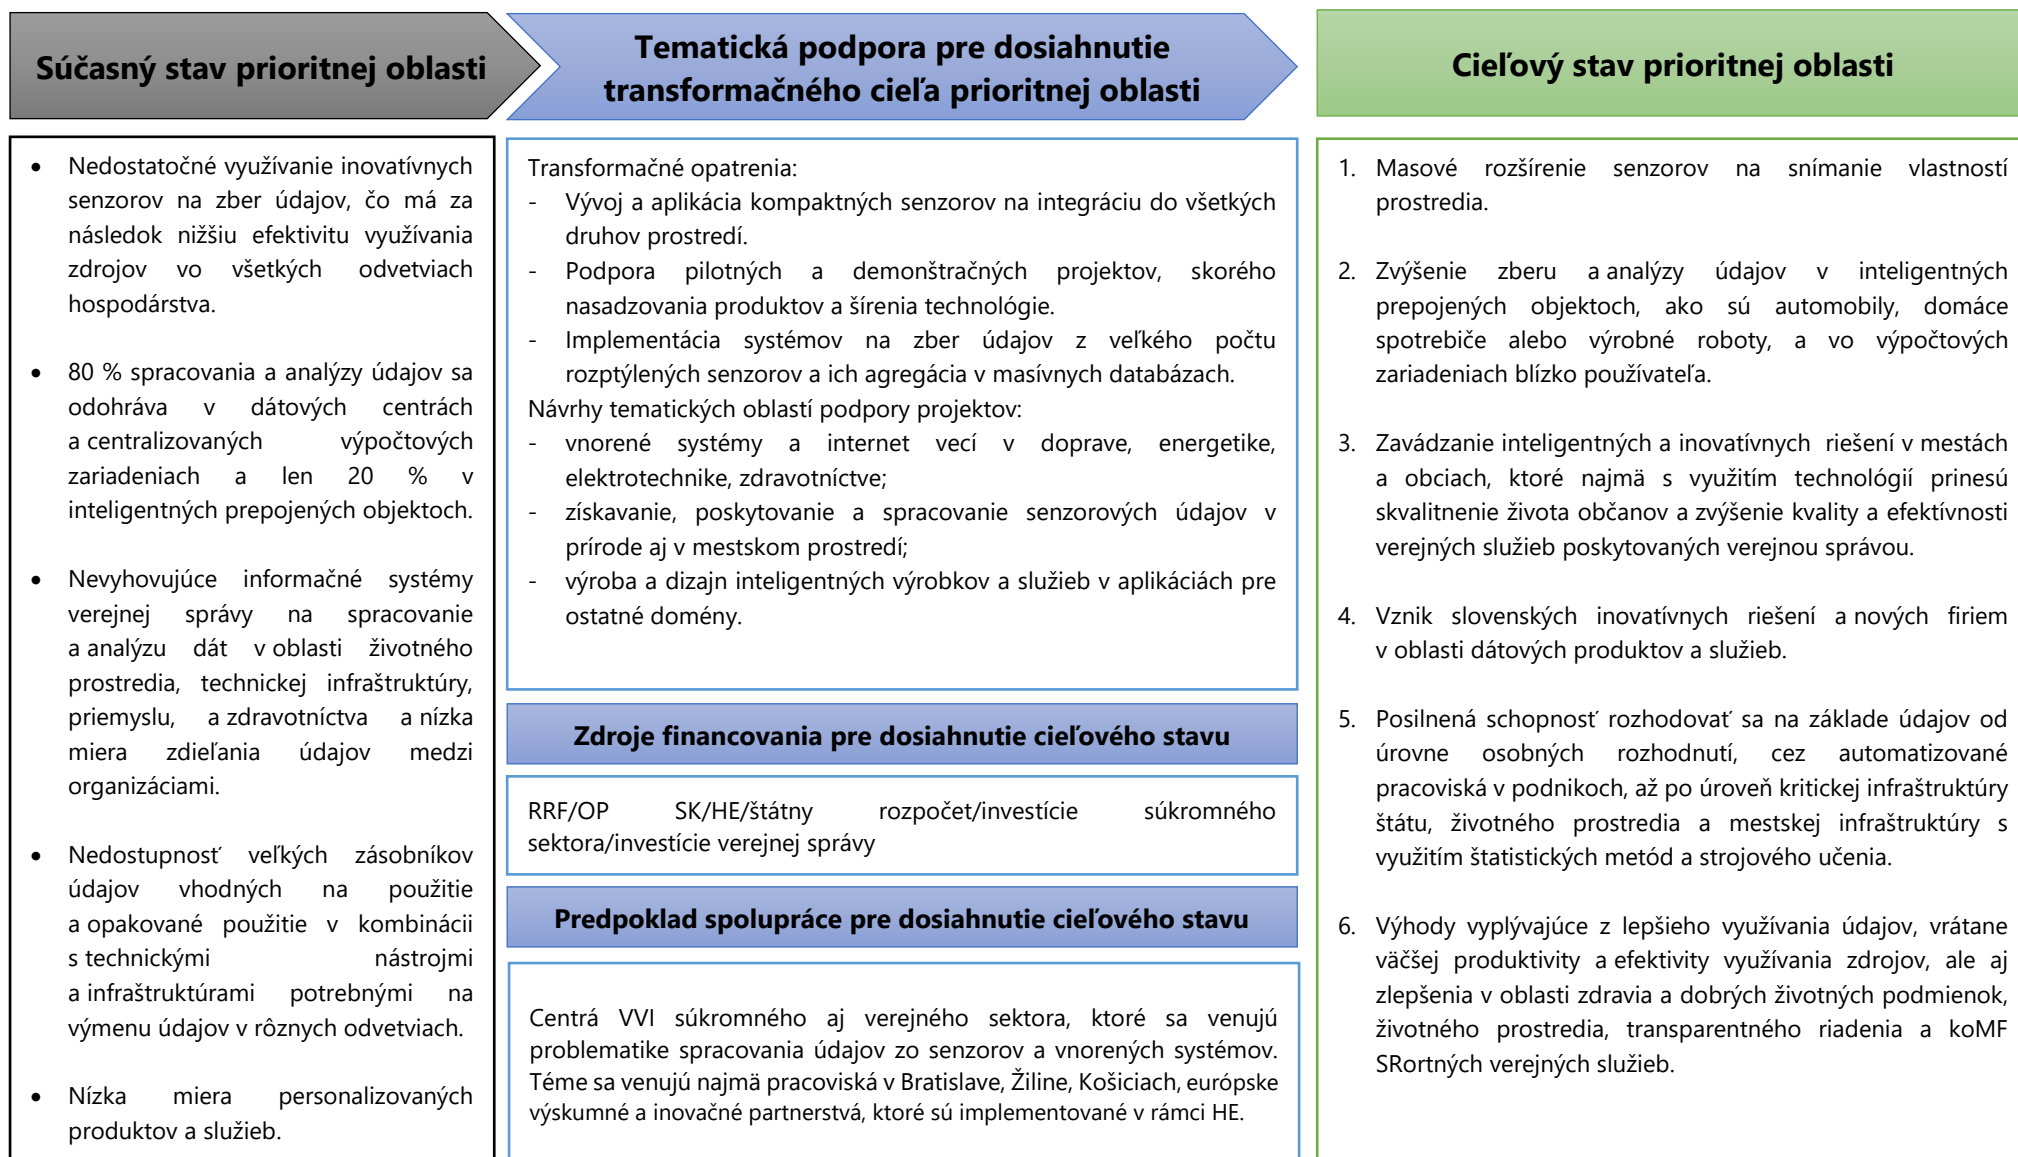 Súčasný stav prioritnej oblasti
Tematická podpora pre dosiahnutie
transformačného cieľa prioritnej oblasti
Cieľový stav prioritnej oblasti
• Nedostatočné využívanie inovatívnych
senzorov na zber údajov, čo má za
následok nižšiu efektivitu využívania
zdrojov vo všetkých odvetviach
hospodárstva.
• 80 % spracovania a analýzy údajov sa
odohráva v dátových centrách
a centralizovaných výpočtových
zariadeniach a len 20 % v
inteligentných prepojených objektoch.
• Nevyhovujúce informačné systémy
verejnej správy na spracovanie
a analýzu dát v oblasti životného
prostredia, technickej infraštruktúry,
priemyslu, a zdravotníctva a nízka
miera zdieľania údajov medzi
organizáciami.
• Nedostupnosť veľkých zásobníkov
údajov vhodných na použitie
a opakované použitie v kombinácii
s technickými nástrojmi
a infraštruktúrami potrebnými na
výmenu údajov v rôznych odvetviach.
• Nízka miera personalizovaných
produktov a služieb.
Transformačné opatrenia:
- Vývoj a aplikácia kompaktných senzorov na integráciu do všetkých
druhov prostredí.
- Podpora pilotných a demonštračných projektov, skorého
nasadzovania produktov a šírenia technológie.
- Implementácia systémov na zber údajov z veľkého počtu
rozptýlených senzorov a ich agregácia v masívnych databázach.
Návrhy tematických oblastí podpory projektov:
- vnorené systémy a internet vecí v doprave, energetike,
elektrotechnike, zdravotníctve;
- získavanie, poskytovanie a spracovanie senzorových údajov v
prírode aj v mestskom prostredí;
- výroba a dizajn inteligentných výrobkov a služieb v aplikáciách pre
ostatné domény.
Zdroje financovania pre dosiahnutie cieľového stavu
RRF/OP SK/HE/štátny rozpočet/investície súkromného
sektora/investície verejnej správy
Predpoklad spolupráce pre dosiahnutie cieľového stavu
Centrá VVI súkromného aj verejného sektora, ktoré sa venujú
problematike spracovania údajov zo senzorov a vnorených systémov.
Téme sa venujú najmä pracoviská v Bratislave, Žiline, Košiciach, európske
výskumné a inovačné partnerstvá, ktoré sú implementované v rámci HE.
1. Masové rozšírenie senzorov na snímanie vlastností
prostredia.
2. Zvýšenie zberu a analýzy údajov v inteligentných
prepojených objektoch, ako sú automobily, domáce
spotrebiče alebo výrobné roboty, a vo výpočtových
zariadeniach blízko používateľa.
3. Zavádzanie inteligentných a inovatívnych riešení v mestách
a obciach, ktoré najmä s využitím technológií prinesú
skvalitnenie života občanov a zvýšenie kvality a efektívnosti
verejných služieb poskytovaných verejnou správou.
4. Vznik slovenských inovatívnych riešení a nových firiem
v oblasti dátových produktov a služieb.
5. Posilnená schopnosť rozhodovať sa na základe údajov od
úrovne osobných rozhodnutí, cez automatizované
pracoviská v podnikoch, až po úroveň kritickej infraštruktúry
štátu, životného prostredia a mestskej infraštruktúry s
využitím štatistických metód a strojového učenia.
6. Výhody vyplývajúce z lepšieho využívania údajov, vrátane
väčšej produktivity a efektivity využívania zdrojov, ale aj
zlepšenia v oblasti zdravia a dobrých životných podmienok,
životného prostredia, transparentného riadenia a koMF
SRortných verejných služieb.